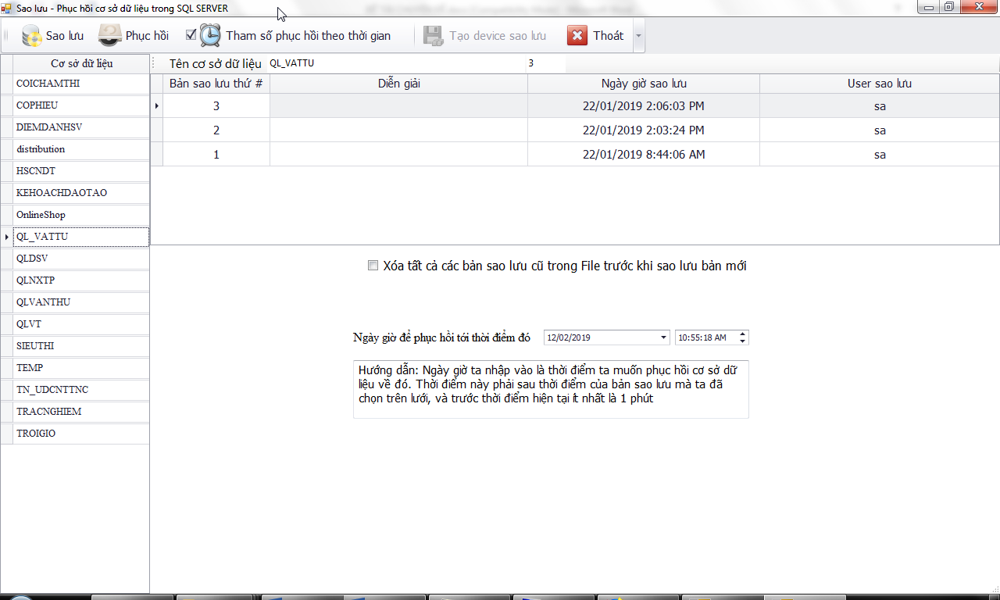 Sao lưu - Phục hồi cơ sở dữ liệu trong SQL SERVER
Sao lưu Phục hồi Tham số phục hồi theo thời gian Tạo device sao lưu Thoát
Cơ sở dữ liệu Tên cơ sở dữ liệu QL_VATTU 3
COICHAMTHI
COPHIEU
DIEMDANHSV
distribution
HSCNDT
KEHOACHDAOTAO
OnlineShop
QL_VATTU
QLDSV
QLNXTP
QLVANTHU
QLVT
SIEUTHI
TEMP
TN_UDCNTTNC
TRACNGHIEM
TROIGIO
Bản sao lưu thứ # Diễn giải Ngày giờ sao lưu User sao lưu
3 22/01/2019 2:06:03 PM sa
2 22/01/2019 2:03:24 PM sa
1 22/01/2019 8:44:06 AM sa
Xóa tất cả các bản sao lưu cũ trong File trước khi sao lưu bản mới
Ngày giờ để phục hồi tới thời điểm đó 12/02/2019 10:55:18 AM
Hướng dẫn: Ngày giờ ta nhập vào là thời điểm ta muốn phục hồi cơ sở dữ
liệu về đó. Thời điểm này phải sau thời điểm của bản sao lưu mà ta đã
chọn trên lưới, và trước thời điểm hiện tại ít nhất là 1 phút